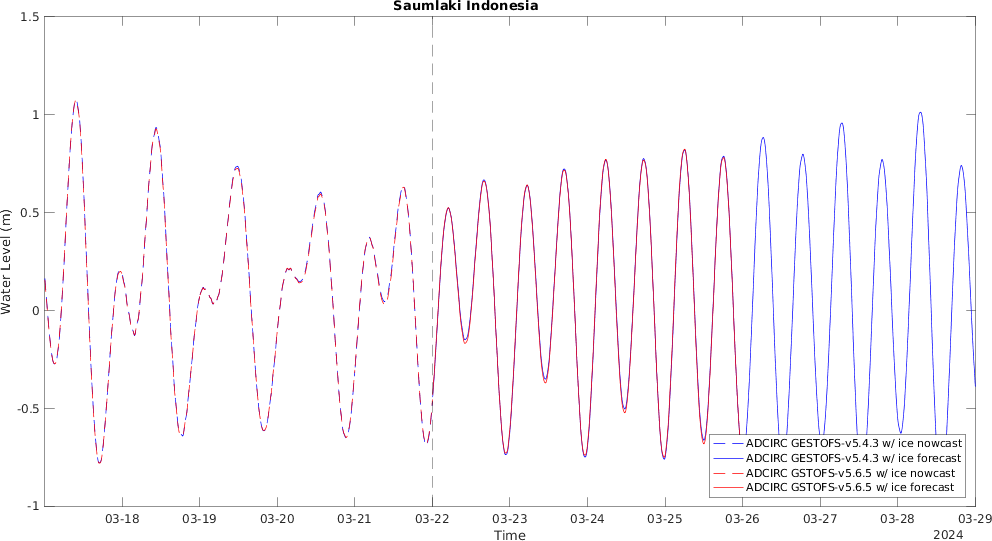 Saumlaki Indonesia
1.5
1
0.5
0
-0.5
-1
Water Level (m)
ADCIRC GESTOFS-v5.4.3 w/ ice nowcast
ADCIRC GESTOFS-v5.4.3 w/ ice forecast
ADCIRC GSTOFS-v5.6.5 w/ ice nowcast
ADCIRC GSTOFS-v5.6.5 w/ ice forecast
03-18 03-19 03-20 03-21 03-22 03-23 03-24 03-25 03-26 03-27 03-28 03-29
Time
2024